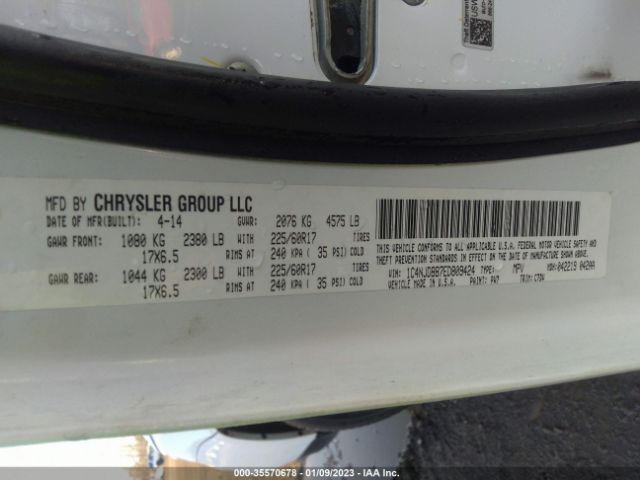 MFD BY CHRYSLER GROUP LLC
DATE OF MFR(BUILT): 4-14 GVWR: 2076 KG 4575 LB
GAWR FRONT: 1080 KG 2380 LB WITH 225/60R17 TIRES
17X6.5 RIMS AT 240 KPA ( 35 PSI) COLD
GAWR REAR: 1044 KG 2300 LB WITH 225/60R17 TIRES
17X6.5 RIMS AT 240 KPA ( 35 PSI) COLD
THIS VEHICLE CONFORMS TO ALL APPLICABLE U.S.A. FEDERAL MOTOR VEHICLE SAFETY AND
THEFT PREVENTION STANDARDS IN EFFECT ON THE DATE OF MANUFACTURE SHOWN ABOVE.
VIN: 1C4NJDBB7ED809424 TYPE: MPV MDH: 042219 042AA
VEHICLE MADE IN U.S.A. PAINT: PW7 TRIM: C7DV
000-35570678 - 01/09/2023 - IAA Inc.